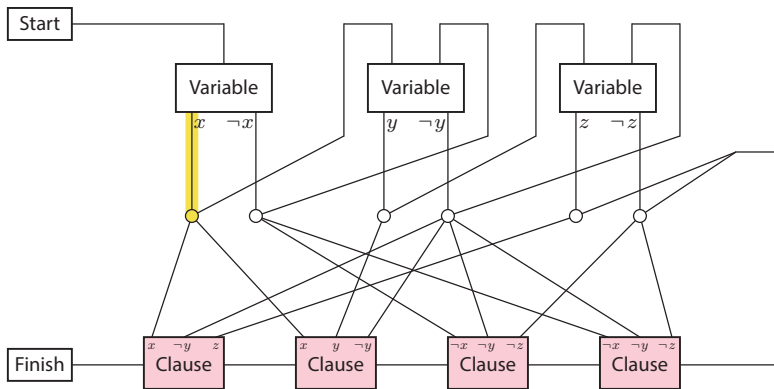 Start
Variable Variable Variable
x ¬x y ¬y z ¬z
x ¬y z x y ¬y ¬x ¬y ¬z ¬x ¬y ¬z
Finish Clause Clause Clause Clause